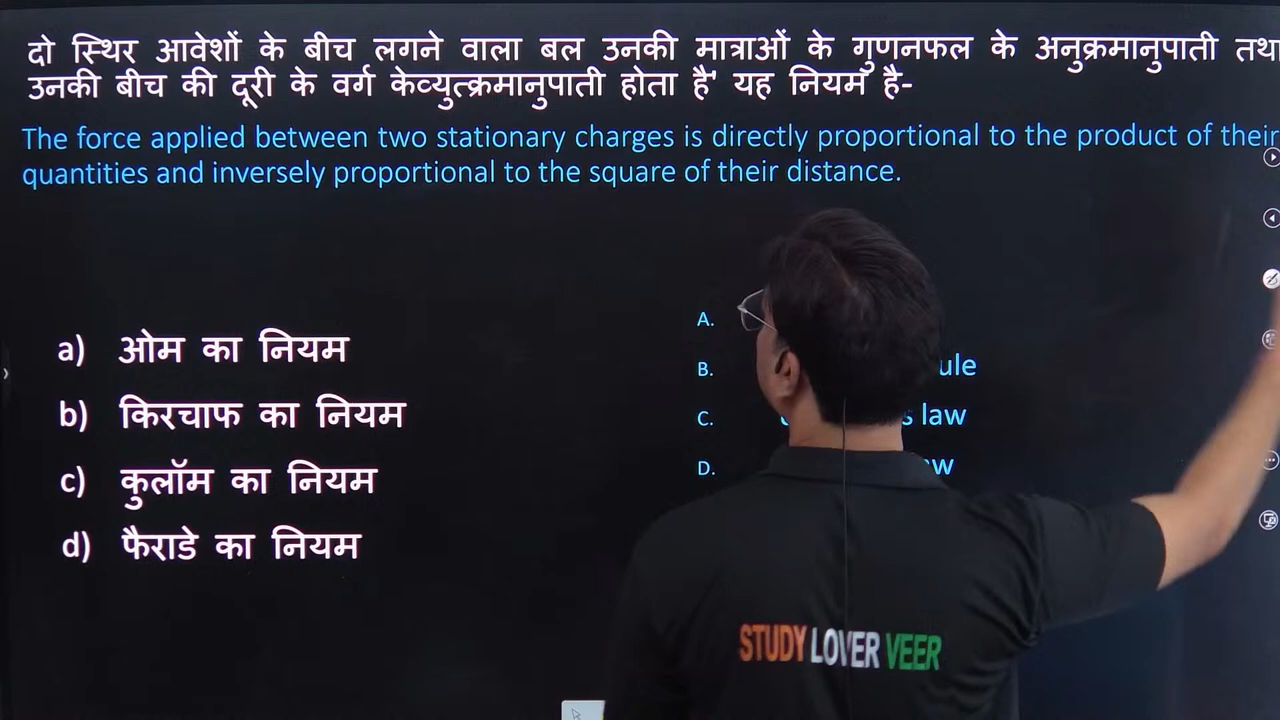 दो स्थिर आवेशों के बीच लगने वाला बल उनकी मात्राओं के गुणनफल के अनुक्रमानुपाती तथा
उनकी बीच की दूरी के वर्ग केव्युत्क्रमानुपाती होता है' यह नियम है-
The force applied between two stationary charges is directly proportional to the product of their
quantities and inversely proportional to the square of their distance.
a) ओम का नियम
b) किरचाफ का नियम
c) कुलॉम का नियम
d) फैराडे का नियम
A.
B.
C. law
D.
STUDY LOVER VEER